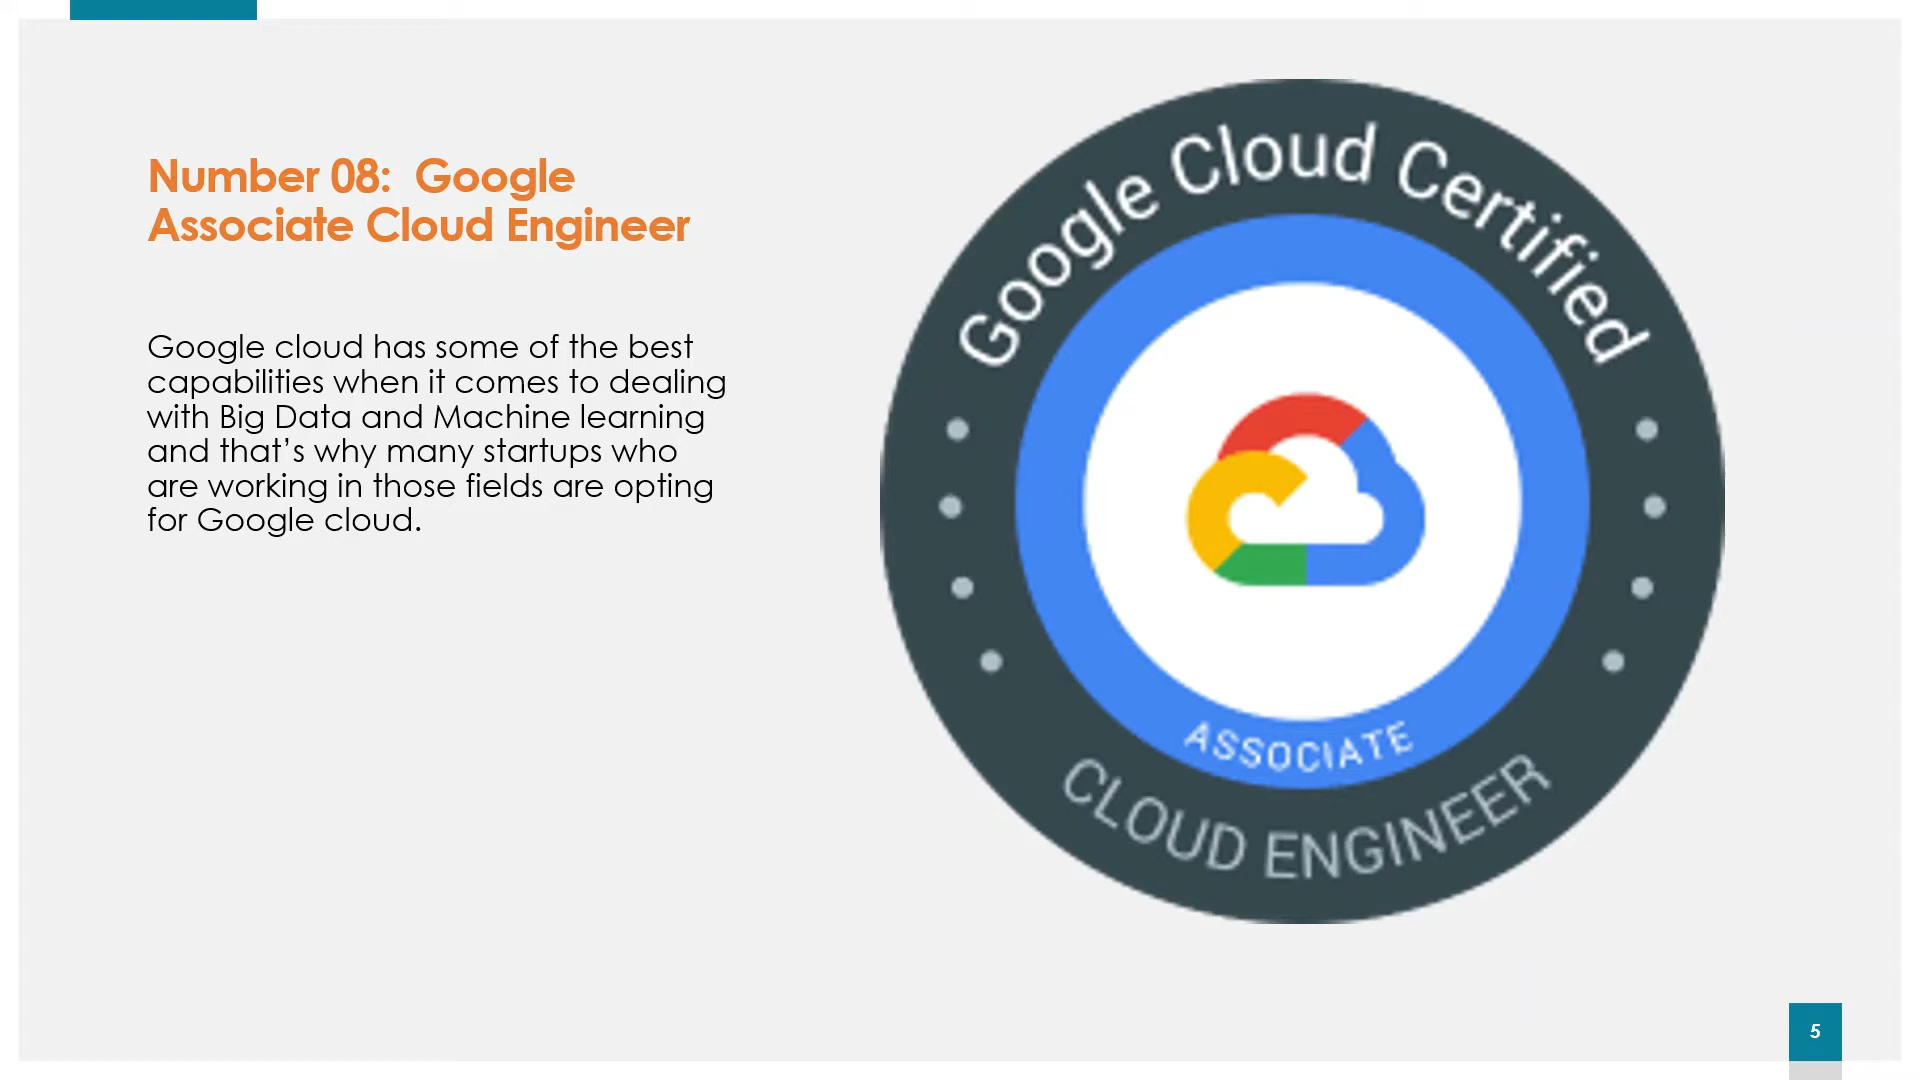 Number 08:  Google
Associate Cloud Engineer
Google cloud has some of the best
capabilities when it comes to dealing
with Big Data and Machine learning
and that’s why many startups who
are working in those fields are opting
for Google cloud.
Google Cloud Certified
ASSOCIATE
CLOUD ENGINEER
5